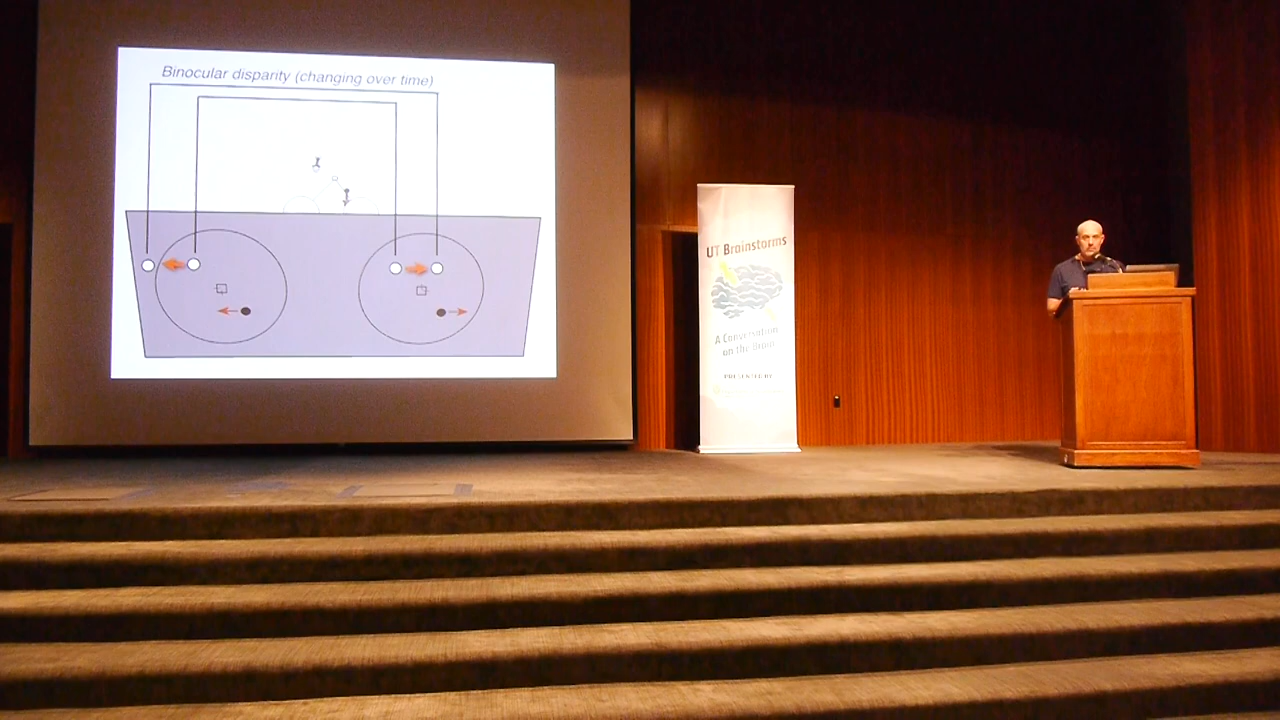 Binocular disparity (changing over time)
UT Brainstorms
A Conversation
on the Brain
PRESENTED BY